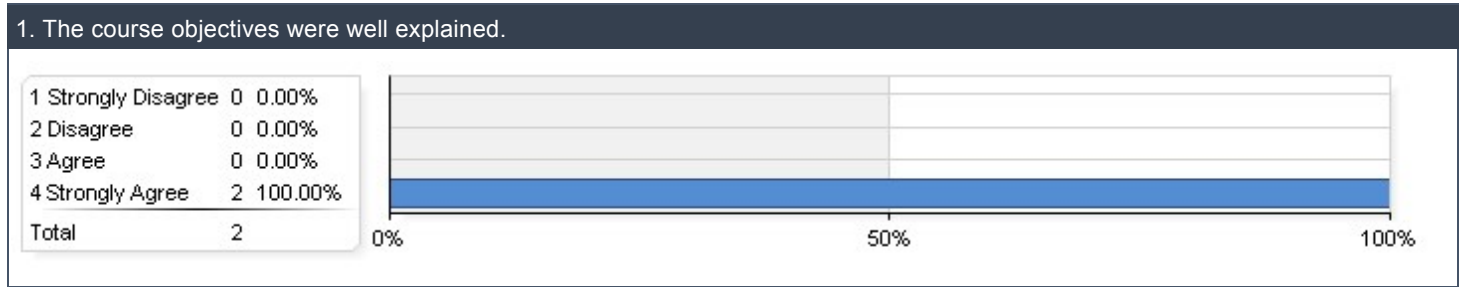 1. The course objectives were well explained.
1 Strongly Disagree 0 0.00%
2 Disagree 0 0.00%
3 Agree 0 0.00%
4 Strongly Agree 2 100.00%
Total 2
0% 50% 100%